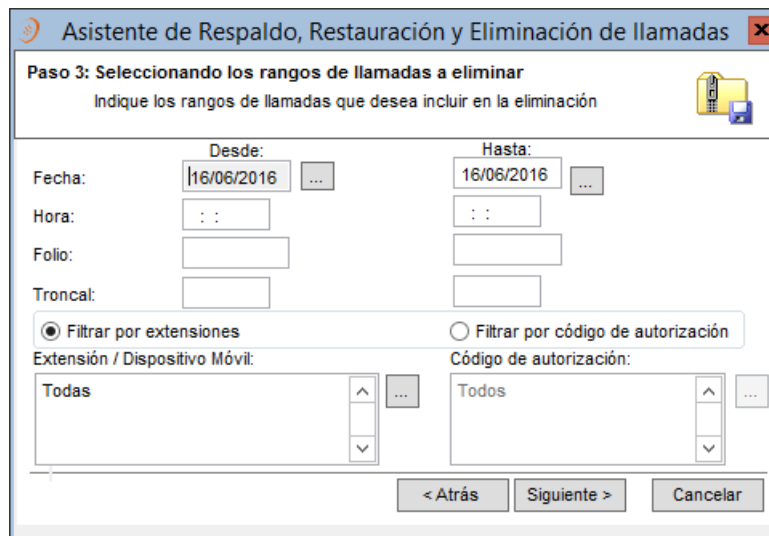 Asistente de Respaldo, Restauración y Eliminación de llamadas
Paso 3: Seleccionando los rangos de llamadas a eliminar
Indique los rangos de llamadas que desea incluir en la eliminación
Desde: Hasta:
Fecha: 16/06/2016 ... 16/06/2016 ...
Hora: : : : :
Folio:
Troncal:
Filtrar por extensiones Filtrar por código de autorización
Extensión / Dispositivo Móvil: Código de autorización:
Todas ... Todos ...
< Atrás Siguiente > Cancelar